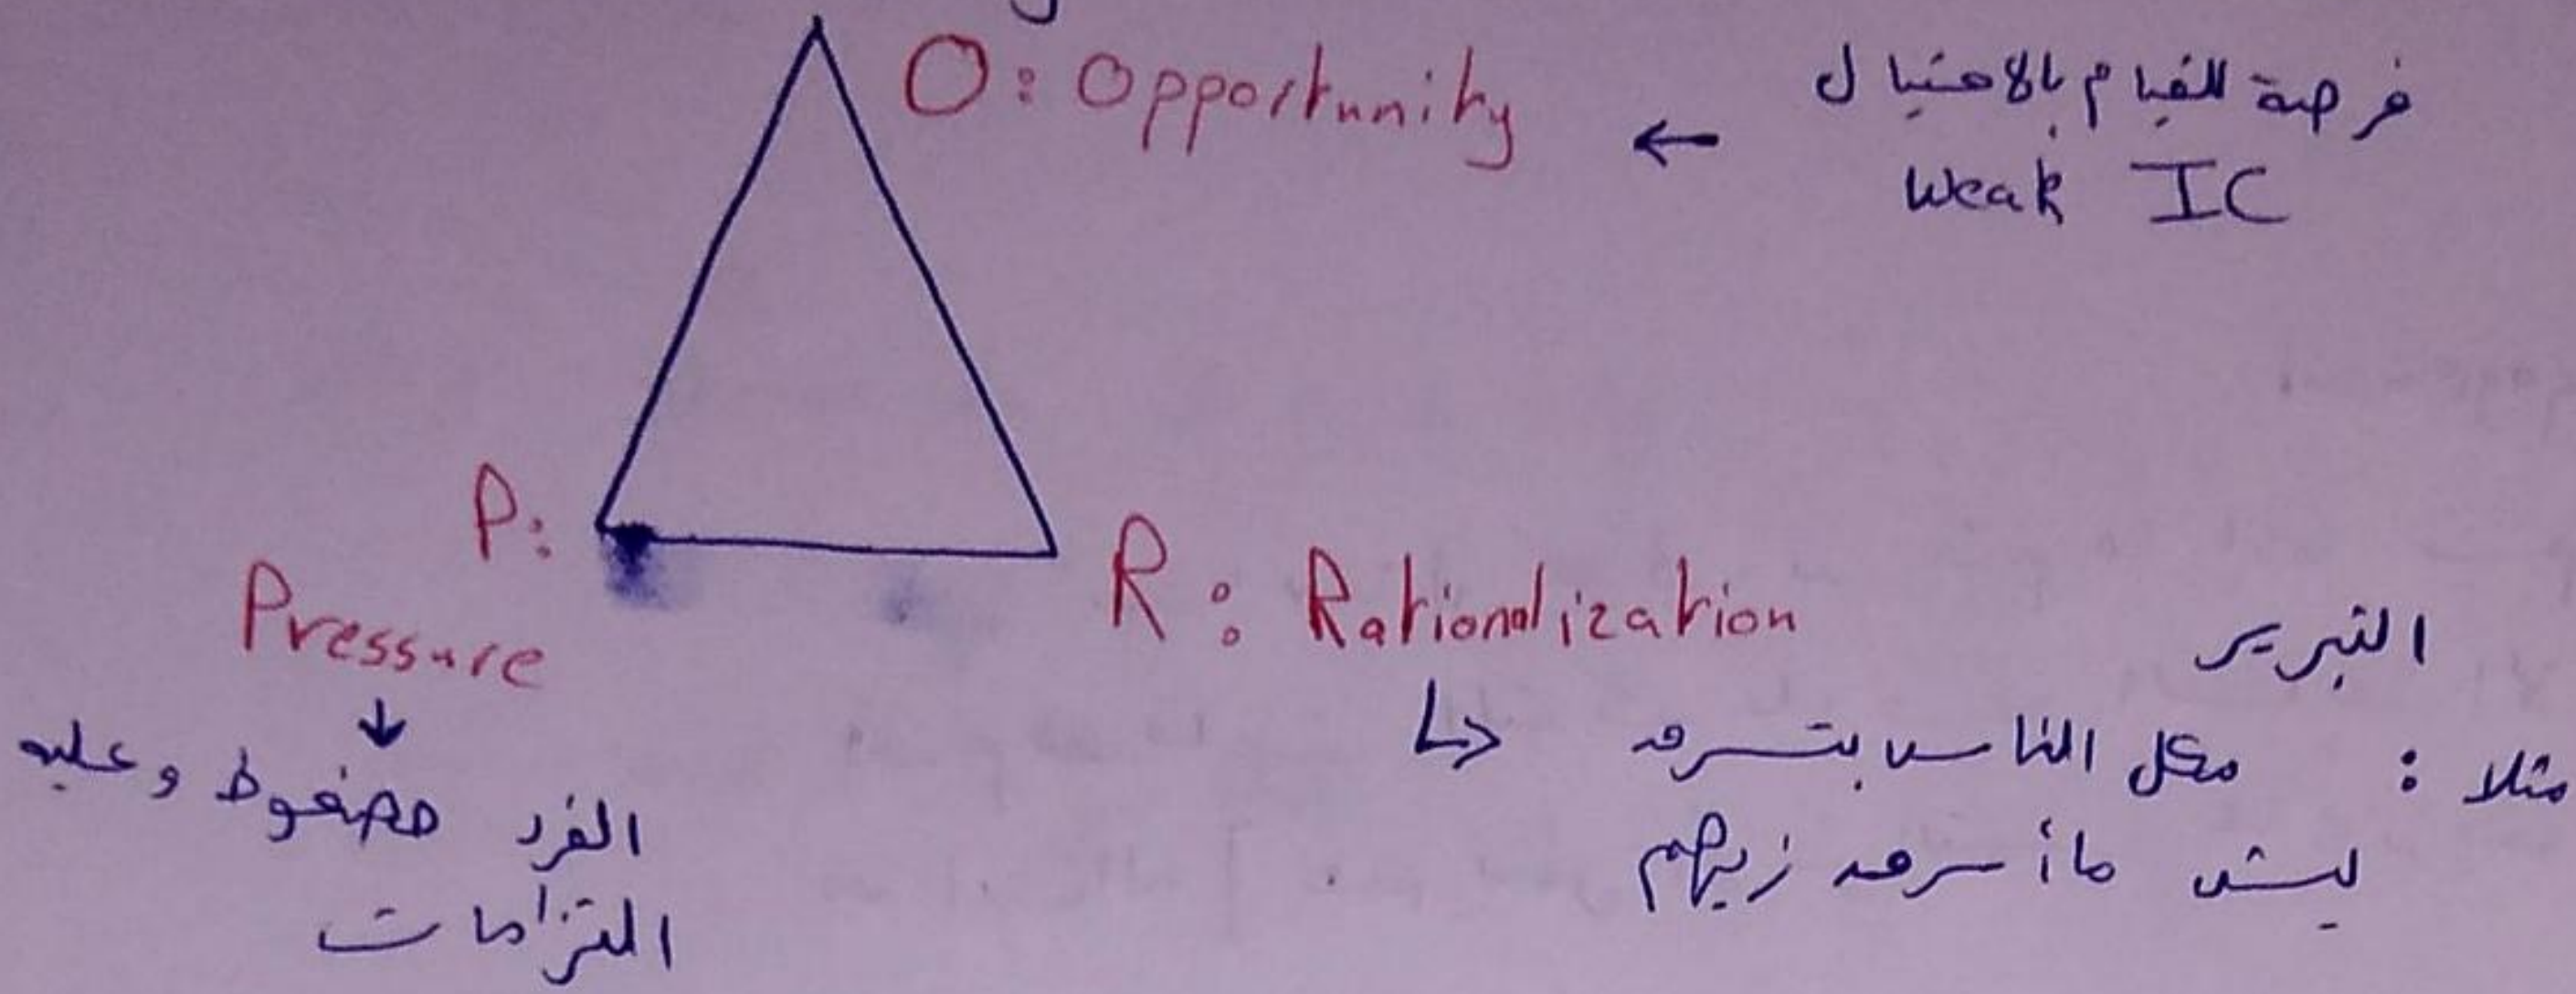 O: Opportunity ← فرصة للقيام بالاحتيال
Weak IC
P:
Pressure
↓
الفرد مضغوط وعليه
التزامات
R: Rationalization
التبرير
مثلا : كل الناس بتسرق
ليش ما أسرق زيهم